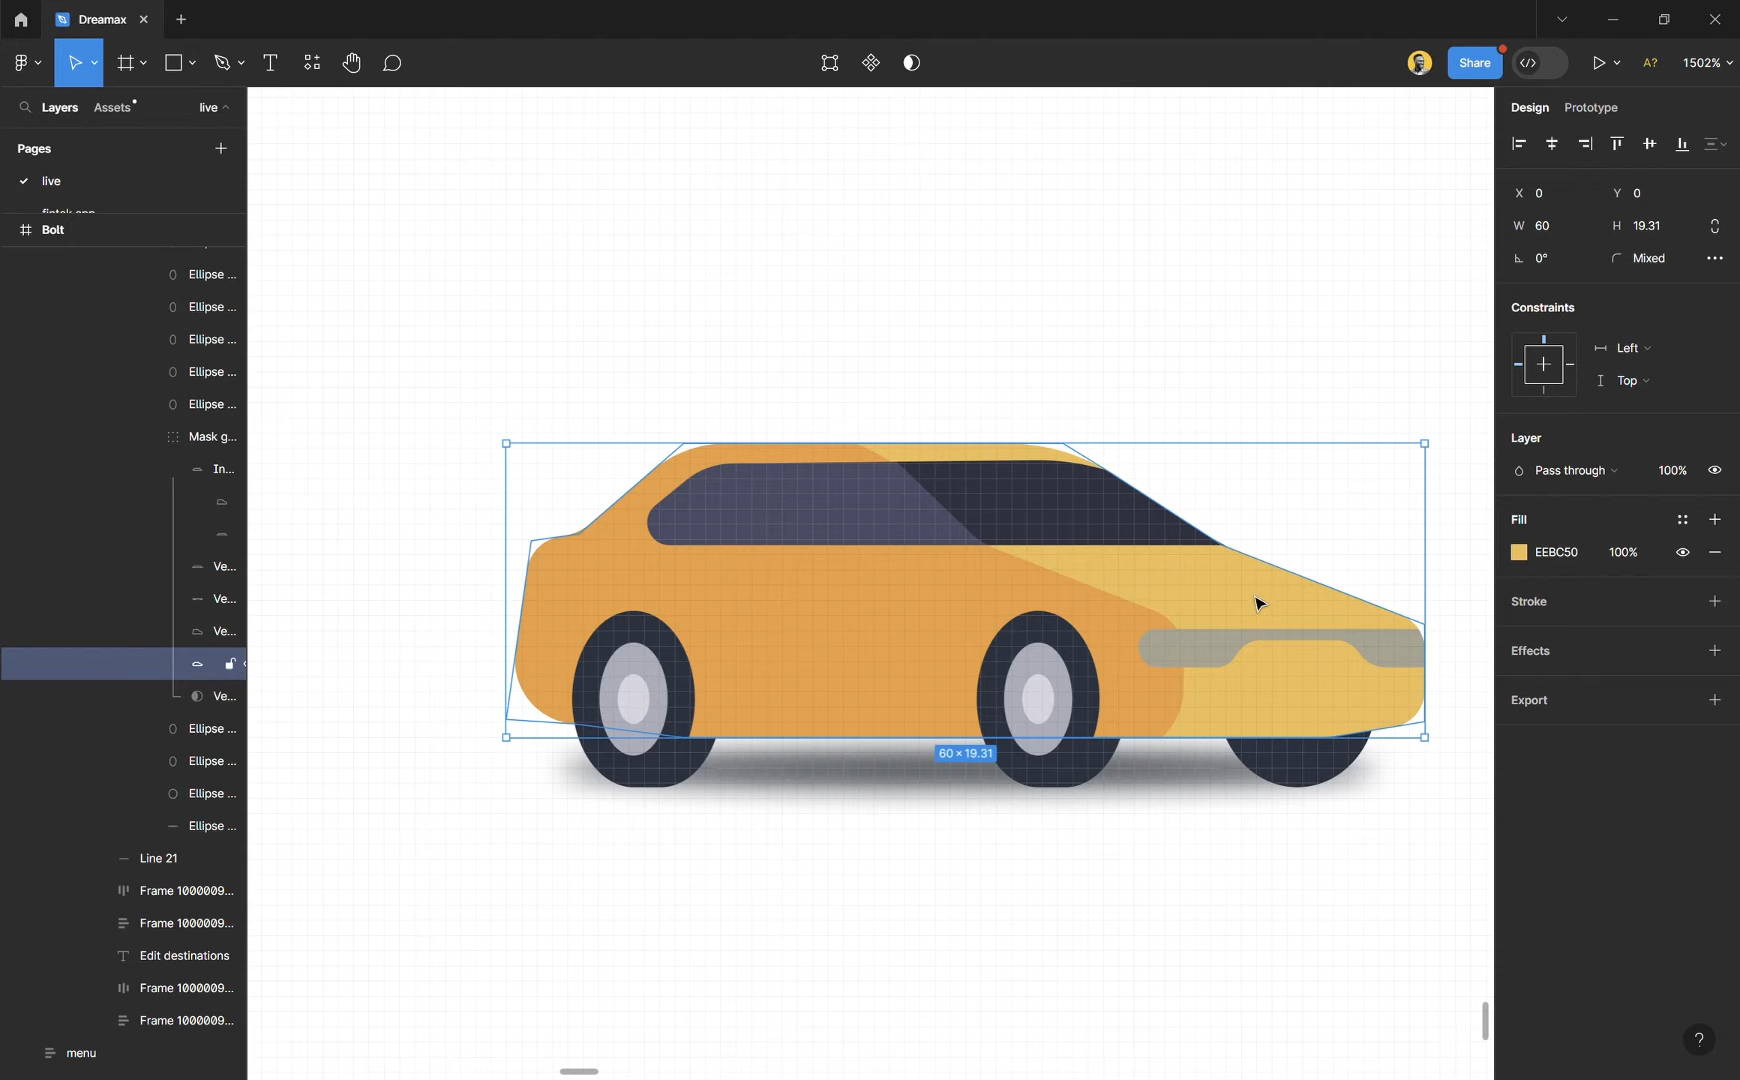 Dreamax
Share
A?
1502%
Layers
Assets
live
Design
Prototype
Pages
live
fintek app
Bolt
X 0
Y 0
W 60
H 19.31
0°
Mixed
Constraints
Left
Top
Layer
Pass through
100%
Fill
EEBC50
100%
Stroke
Effects
Export
Ellipse ...
Ellipse ...
Ellipse ...
Ellipse ...
Ellipse ...
Mask g...
In...
Ve...
Ve...
Ve...
Ve...
Ellipse ...
Ellipse ...
Ellipse ...
Ellipse ...
Line 21
Frame 1000009...
Frame 1000009...
Edit destinations
Frame 1000009...
Frame 1000009...
menu
60 × 19.31
?